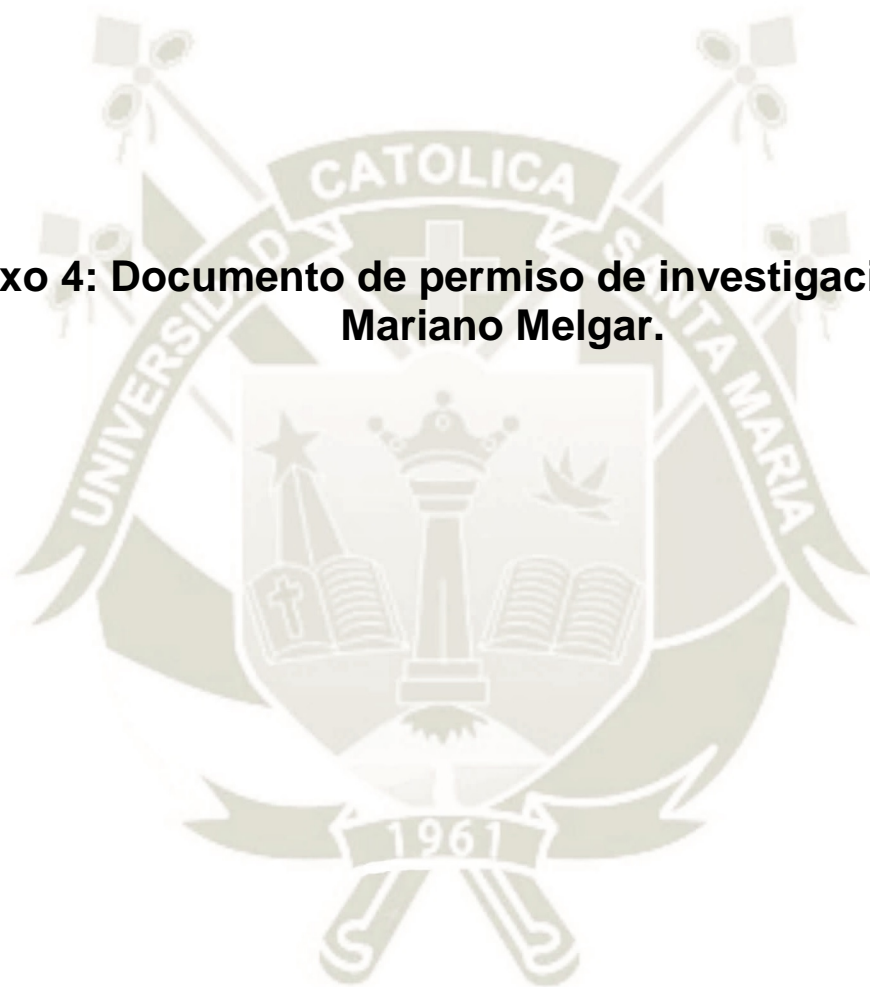 xo 4: Documento de permiso de investigaci
Mariano Melgar.
UNIVERSIDAD CATOLICA SANTA MARIA
1961